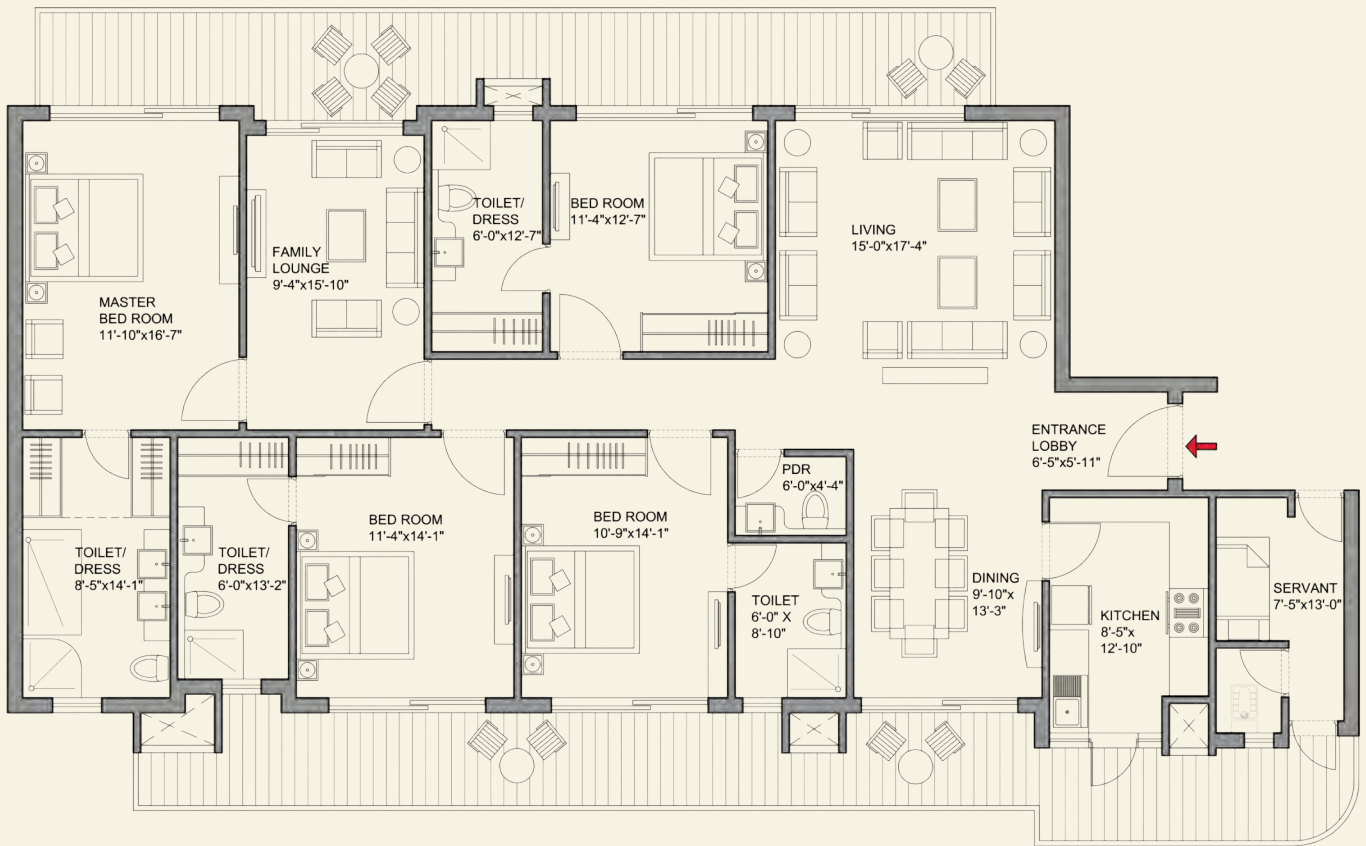 TOILET/
DRESS
6'-0"x12'-7"
BED ROOM
11'-4"x12'-7"
LIVING
15'-0"x17'-4"
FAMILY
LOUNGE
9'-4"x15'-10"
MASTER
BED ROOM
11'-10"x16'-7"
ENTRANCE
LOBBY
6'-5"x5'-11"
PDR
6'-0"x4'-4"
BED ROOM
11'-4"x14'-1"
BED ROOM
10'-9"x14'-1"
TOILET/
DRESS
8'-5"x14'-1"
TOILET/
DRESS
6'-0"x13'-2"
TOILET
6'-0" X
8'-10"
DINING
9'-10"x
13'-3"
KITCHEN
8'-5"x
12'-10"
SERVANT
7'-5"x13'-0"